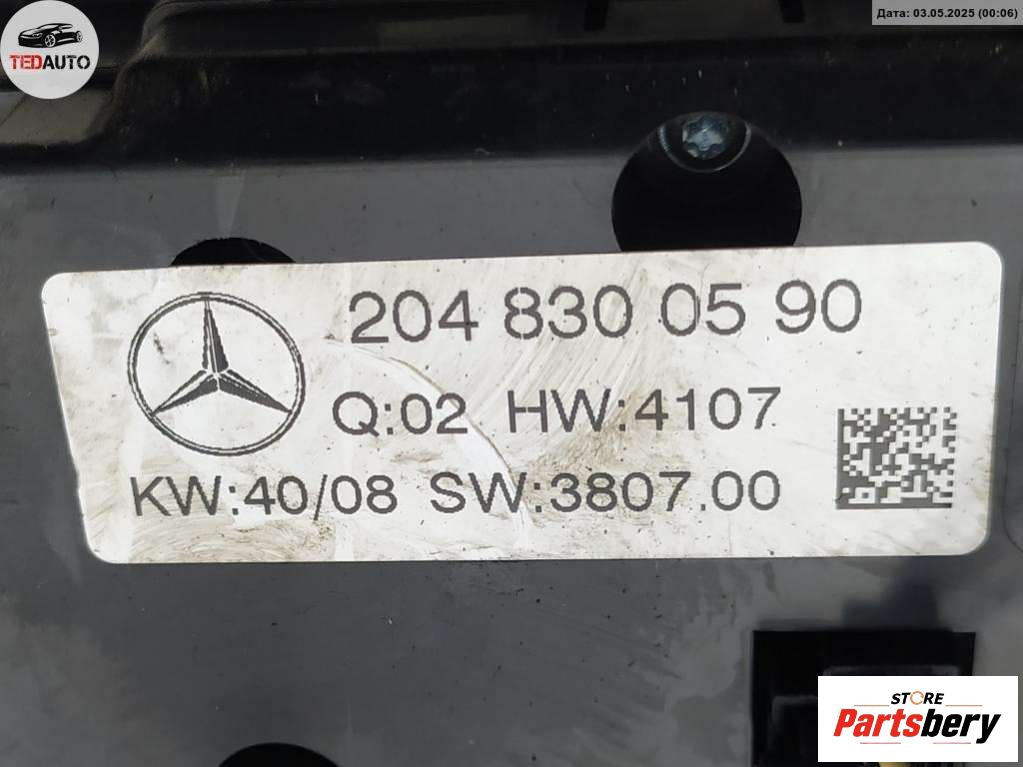 TEDAUTO
Дата: 03.05.2025 (00:06)
204 830 05 90
Q:02 HW:4107
KW:40/08 SW:3807.00
STORE
Partsbery